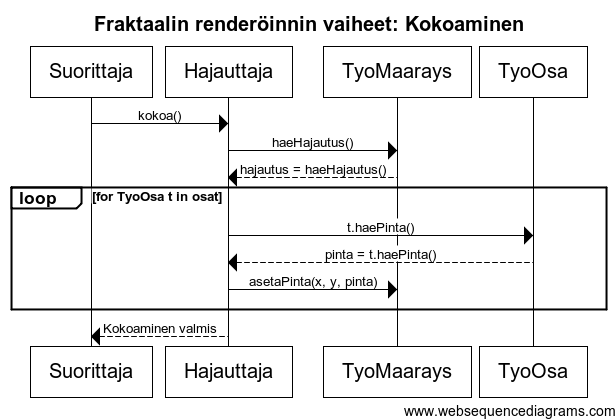 Fraktaalin renderöinnin vaiheet: Kokoaminen
Suorittaja
Hajauttaja
TyoMaarays
TyoOsa
kokoa()
haeHajautus()
hajautus = haeHajautus()
loop
[for TyoOsa t in osat]
t.haePinta()
pinta = t.haePinta()
asetaPinta(x, y, pinta)
Kokoaminen valmis
Suorittaja
Hajauttaja
TyoMaarays
TyoOsa
www.websequencediagrams.com